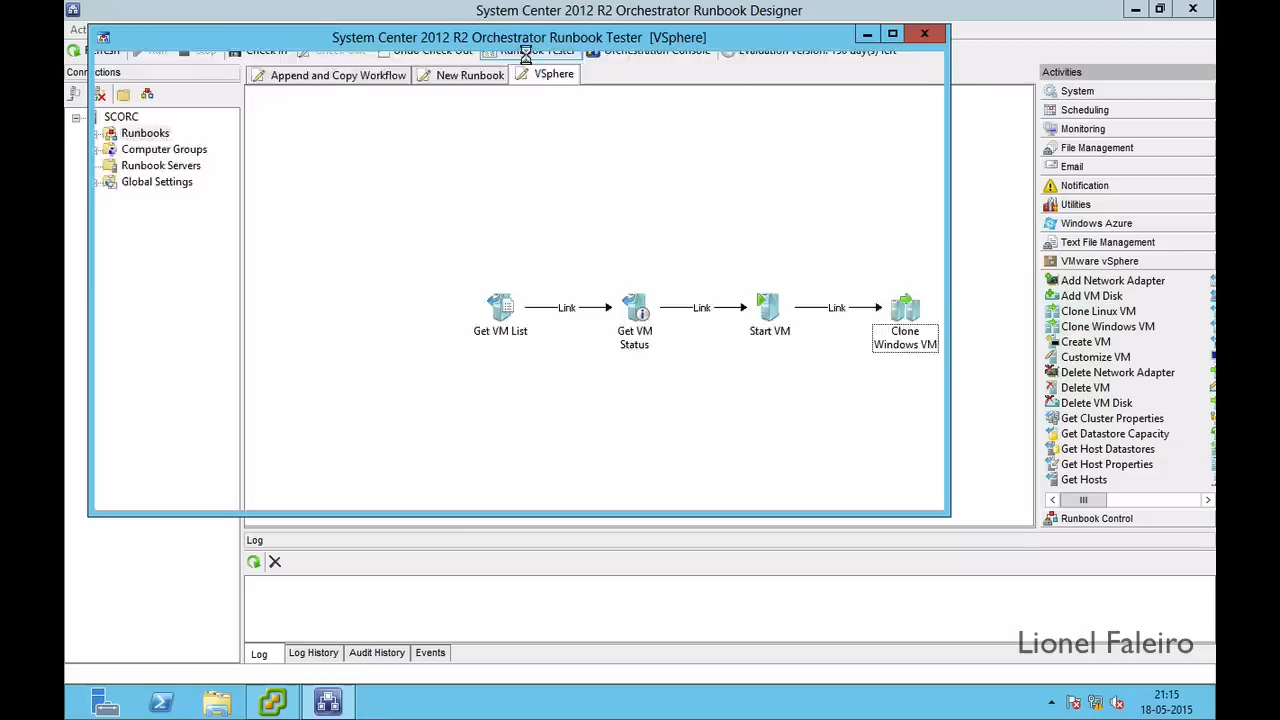 System Center 2012 R2 Orchestrator Runbook Designer
System Center 2012 R2 Orchestrator Runbook Tester [VSphere]
Connections
Append and Copy Workflow
New Runbook
VSphere
SCORC
Runbooks
Computer Groups
Runbook Servers
Global Settings
Get VM List
Link
Get VM
Status
Link
Start VM
Link
Clone
Windows VM
Activities
System
Scheduling
Monitoring
File Management
Email
Notification
Utilities
Windows Azure
Text File Management
VMware vSphere
Add Network Adapter
Add VM Disk
Clone Linux VM
Clone Windows VM
Create VM
Customize VM
Delete Network Adapter
Delete VM
Delete VM Disk
Get Cluster Properties
Get Datastore Capacity
Get Host Datastores
Get Host Properties
Get Hosts
Runbook Control
Log
Log
Log History
Audit History
Events
Lionel Faleiro
21:15
18-05-2015